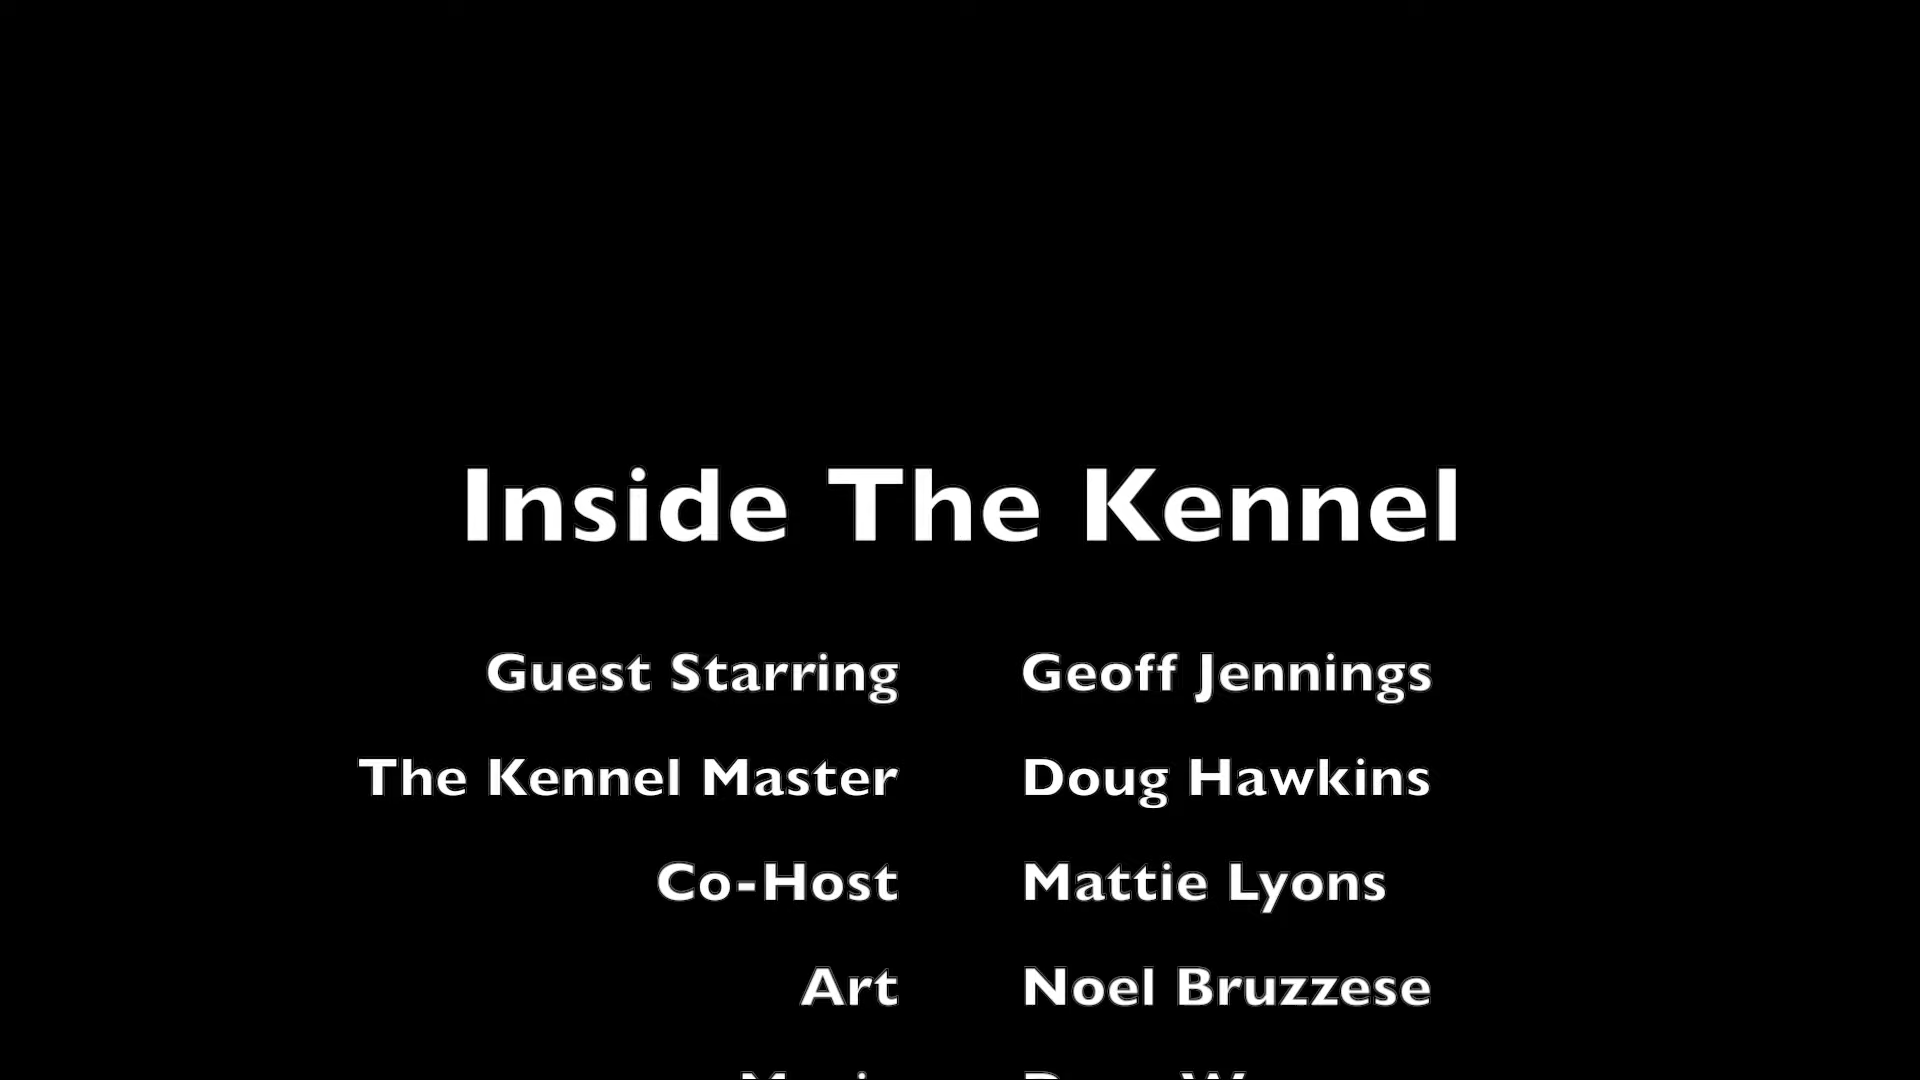 Inside The Kennel
Guest Starring Geoff Jennings
The Kennel Master Doug Hawkins
Co-Host Mattie Lyons
Art Noel Bruzzese